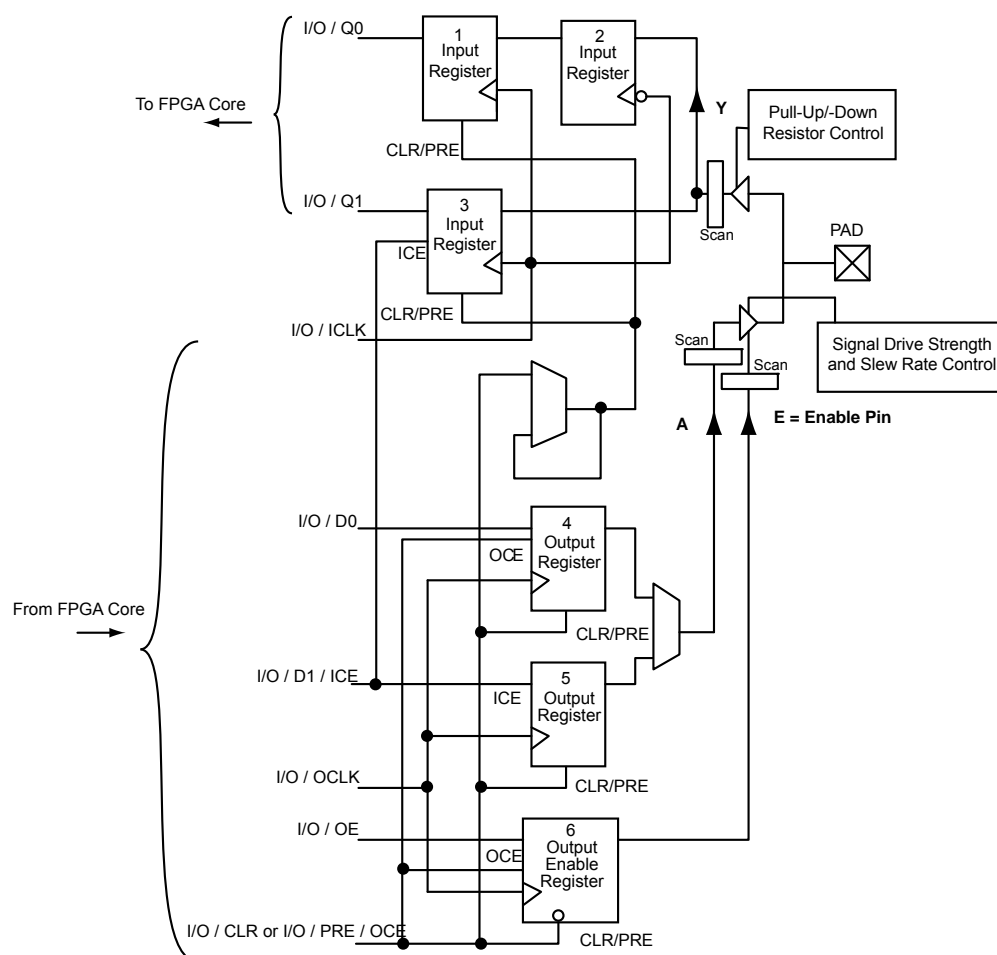 I/O / Q0
1
Input
Register
2
Input
Register
To FPGA Core
Y
Pull-Up/-Down
Resistor Control
CLR/PRE
I/O / Q1
3
Input
Register
ICE
Scan
PAD
CLR/PRE
I/O / ICLK
Scan
Signal Drive Strength
and Slew Rate Control
Scan
A
E = Enable Pin
I/O / D0
4
Output
Register
OCE
From FPGA Core
CLR/PRE
I/O / D1 / ICE
5
Output
Register
ICE
I/O / OCLK
CLR/PRE
I/O / OE
6
Output
Enable
Register
OCE
I/O / CLR or I/O / PRE / OCE
CLR/PRE